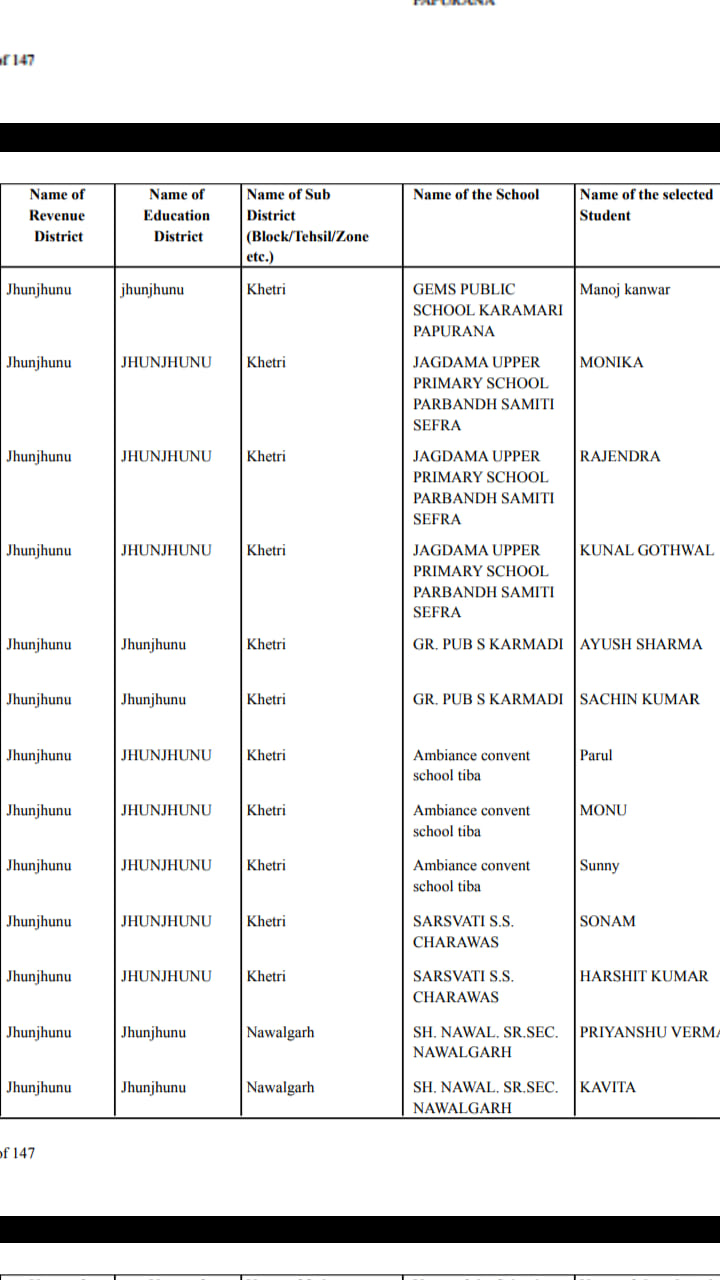 of 147
Name of Revenue District | Name of Education District | Name of Sub District (Block/Tehsil/Zone etc.) | Name of the School | Name of the selected Student
Jhunjhunu | jhunjhunu | Khetri | GEMS PUBLIC SCHOOL KARAMARI PAPURANA | Manoj kanwar
Jhunjhunu | JHUNJHUNU | Khetri | JAGDAMA UPPER PRIMARY SCHOOL PARBANDH SAMITI SEFRA | MONIKA
Jhunjhunu | JHUNJHUNU | Khetri | JAGDAMA UPPER PRIMARY SCHOOL PARBANDH SAMITI SEFRA | RAJENDRA
Jhunjhunu | JHUNJHUNU | Khetri | JAGDAMA UPPER PRIMARY SCHOOL PARBANDH SAMITI SEFRA | KUNAL GOTHWAL
Jhunjhunu | Jhunjhunu | Khetri | GR. PUB S KARMADI | AYUSH SHARMA
Jhunjhunu | Jhunjhunu | Khetri | GR. PUB S KARMADI | SACHIN KUMAR
Jhunjhunu | JHUNJHUNU | Khetri | Ambiance convent school tiba | Parul
Jhunjhunu | JHUNJHUNU | Khetri | Ambiance convent school tiba | MONU
Jhunjhunu | JHUNJHUNU | Khetri | Ambiance convent school tiba | Sunny
Jhunjhunu | JHUNJHUNU | Khetri | SARSVATI S.S. CHARAWAS | SONAM
Jhunjhunu | JHUNJHUNU | Khetri | SARSVATI S.S. CHARAWAS | HARSHIT KUMAR
Jhunjhunu | Jhunjhunu | Nawalgarh | SH. NAWAL. SR.SEC. NAWALGARH | PRIYANSHU VERMA
Jhunjhunu | Jhunjhunu | Nawalgarh | SH. NAWAL. SR.SEC. NAWALGARH | KAVITA
of 147